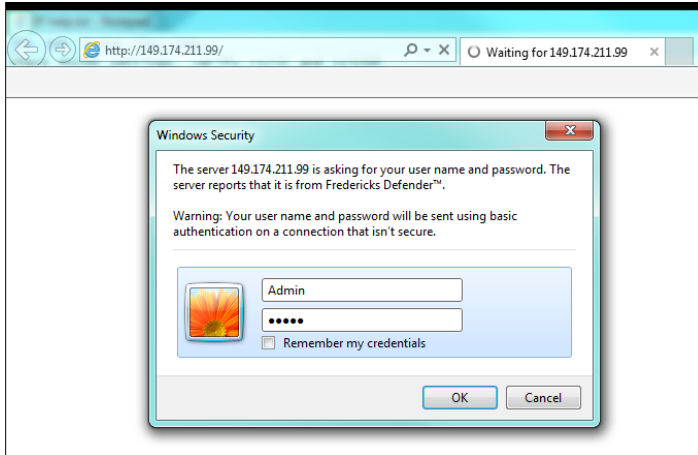 http://149.174.211.99/
Waiting for 149.174.211.99
Windows Security
The server 149.174.211.99 is asking for your user name and password. The
server reports that it is from Fredericks Defender™.
Warning: Your user name and password will be sent using basic
authentication on a connection that isn't secure.
Admin
•••••
Remember my credentials
OK
Cancel